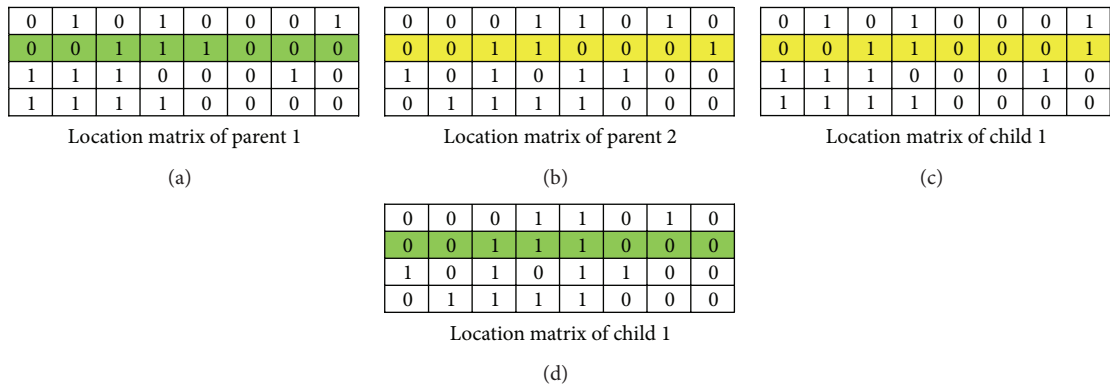 0 1 0 1 0 0 0 1
0 0 1 1 1 0 0 0
1 1 1 0 0 0 1 0
1 1 1 1 0 0 0 0
Location matrix of parent 1
(a)
0 0 0 1 1 0 1 0
0 0 1 1 0 0 0 1
1 0 1 0 1 1 0 0
0 1 1 1 1 0 0 0
Location matrix of parent 2
(b)
0 1 0 1 0 0 0 1
0 0 1 1 0 0 0 1
1 1 1 0 0 0 1 0
1 1 1 1 0 0 0 0
Location matrix of child 1
(c)
0 0 0 1 1 0 1 0
0 0 1 1 1 0 0 0
1 0 1 0 1 1 0 0
0 1 1 1 1 0 0 0
Location matrix of child 1
(d)